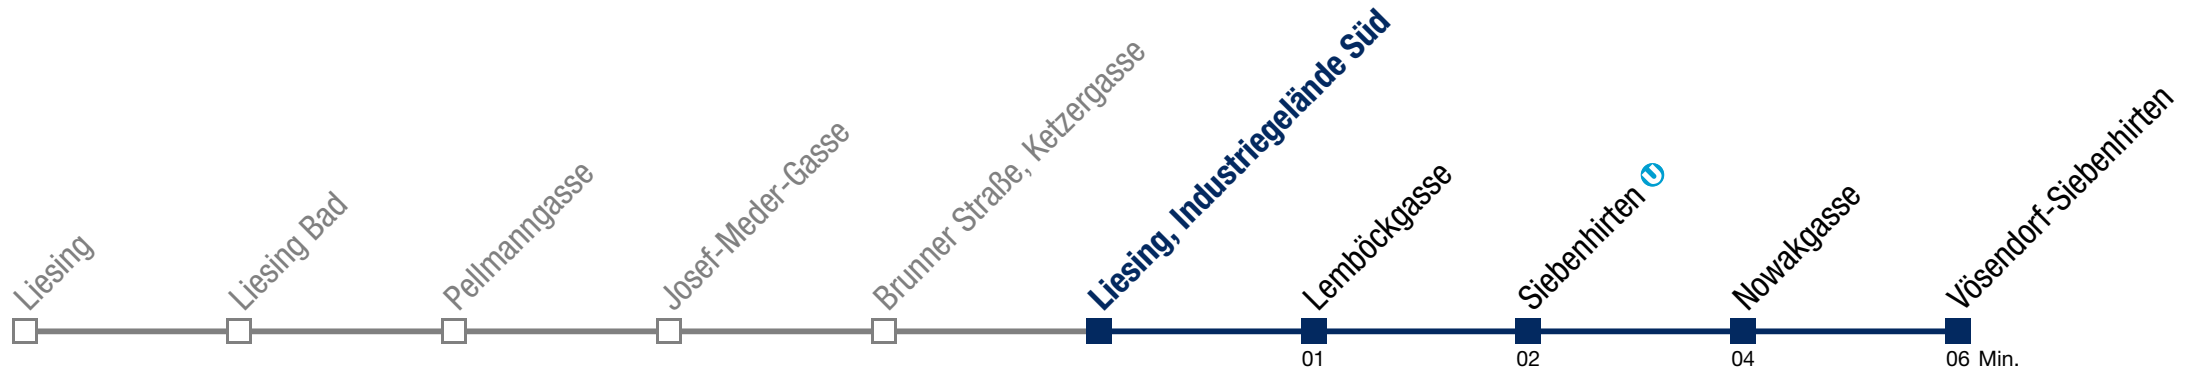 Liesing
Liesing Bad
Pellmanngasse
Josef-Meder-Gasse
Brunner Straße, Ketzergasse
Liesing, Industriegelände Süd
Lemböckgasse
Siebenhirten U
Nowakgasse
Vösendorf-Siebenhirten
01
02
04
06 Min.